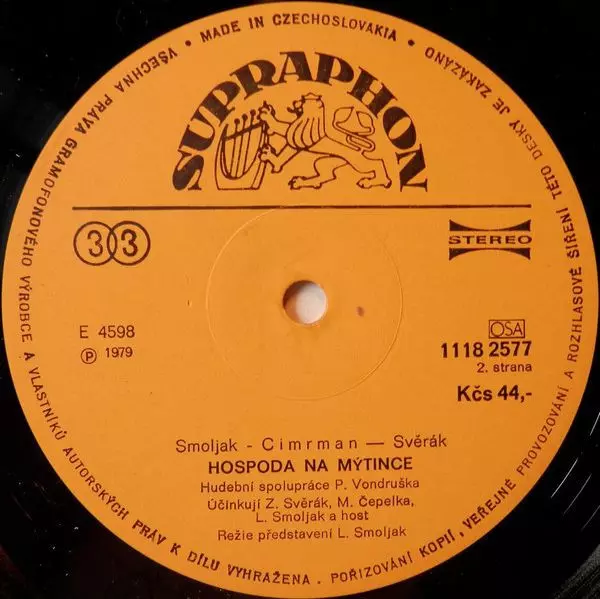 • MADE IN CZECHOSLOVAKIA •
VŠECHNA PRÁVA GRAMOFONOVÉHO VÝROBCE A VLASTNÍKŮ AUTORSKÝCH PRÁV K DÍLU VYHRAŽENA. POŘIZOVÁNÍ KOPIÍ, VEŘEJNÉ PROVOZOVÁNÍ A ROZHLASOVÉ ŠÍŘENÍ TÉTO DESKY JE ZAKÁZÁNO
SUPRAPHON
33
STEREO
E 4598
Ⓟ 1979
OSA
1118 2577
2. strana
Kčs 44,-
Smoljak - Cimrman — Svěrák
HOSPODA NA MÝTINCE
Hudební spolupráce P. Vondruška
Účinkují Z. Svěrák, M. Čepelka,
L. Smoljak a host
Režie představení L. Smoljak